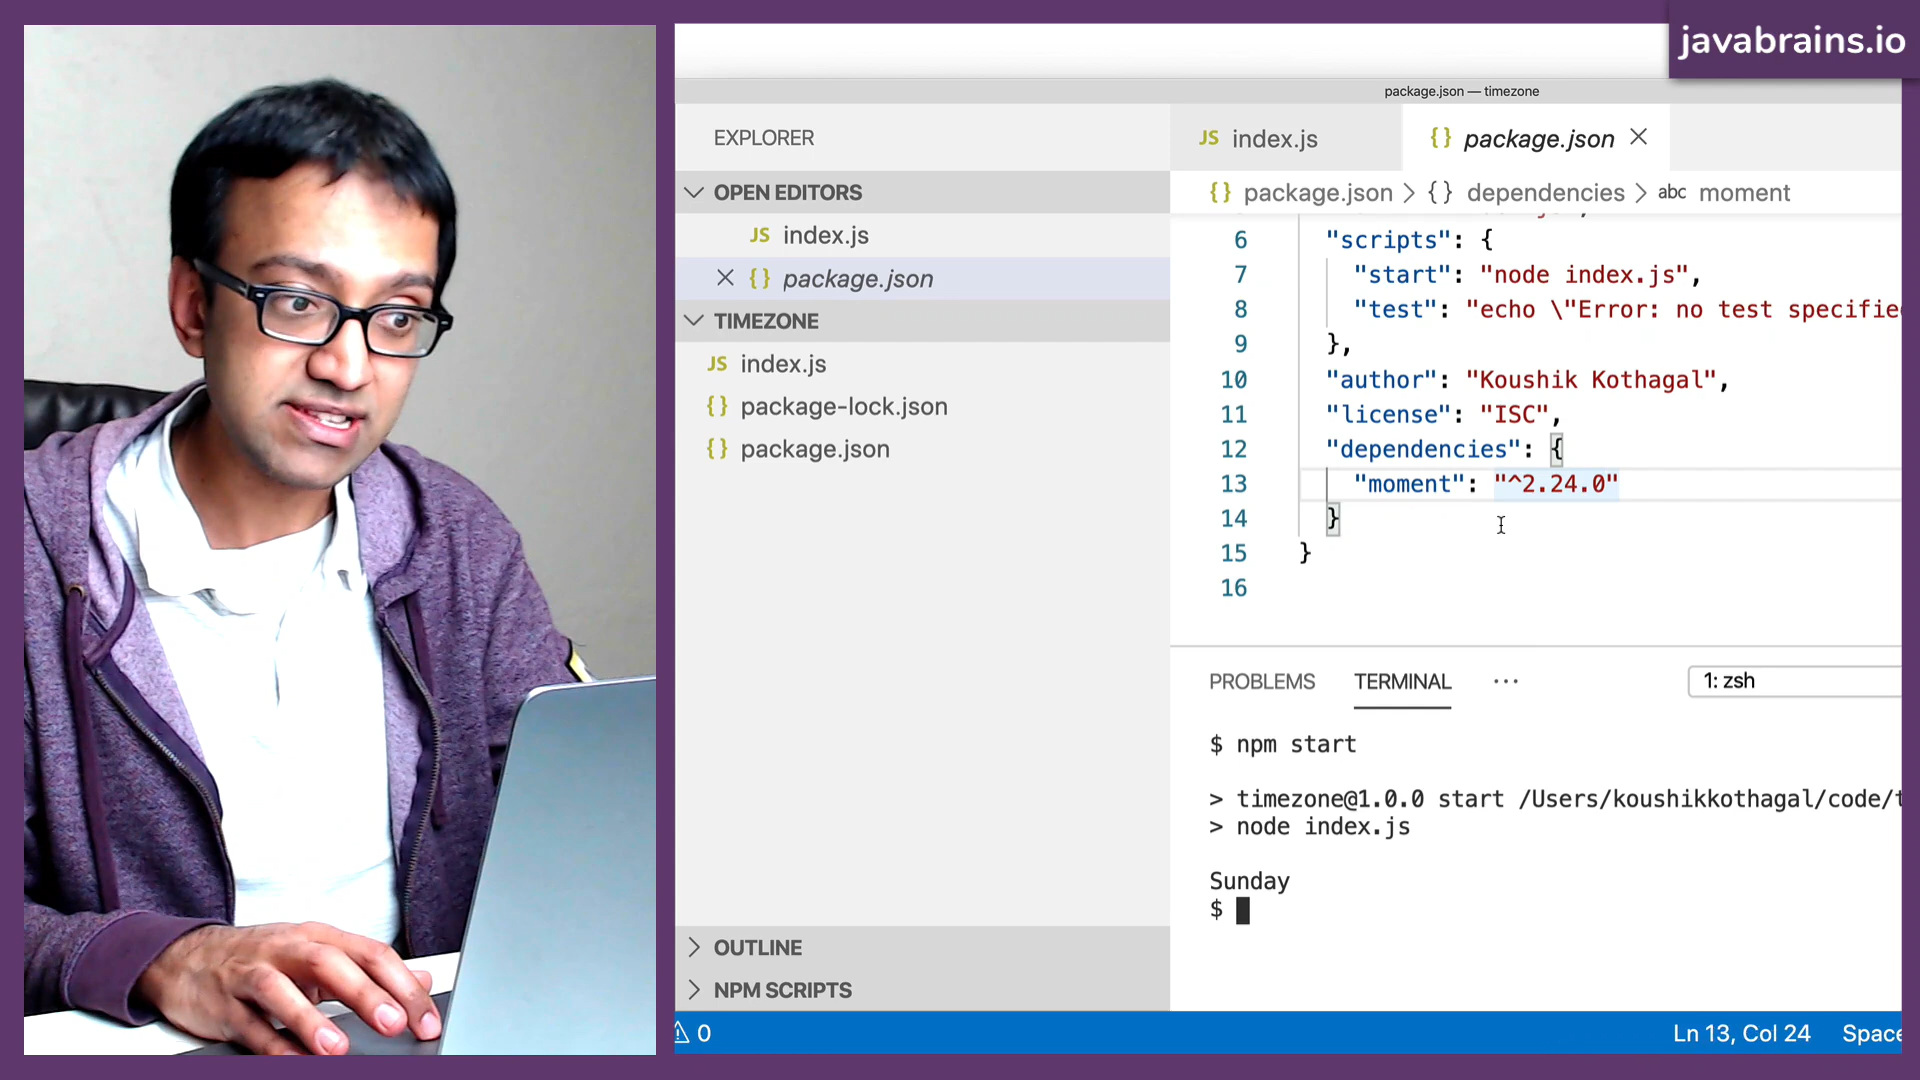 javabrains.io
package.json — timezone
EXPLORER
OPEN EDITORS
JS index.js
{} package.json
TIMEZONE
JS index.js
{} package-lock.json
{} package.json
OUTLINE
NPM SCRIPTS
JS index.js
{} package.json
{} package.json > {} dependencies > abc moment
6 "scripts": {
7 "start": "node index.js",
8 "test": "echo \"Error: no test specified
9 },
10 "author": "Koushik Kothagal",
11 "license": "ISC",
12 "dependencies": {
13 "moment": "^2.24.0"
14 }
15 }
16
PROBLEMS TERMINAL ... 1: zsh
$ npm start
> timezone@1.0.0 start /Users/koushikkothagal/code/t
> node index.js
Sunday
$
0 Ln 13, Col 24 Space